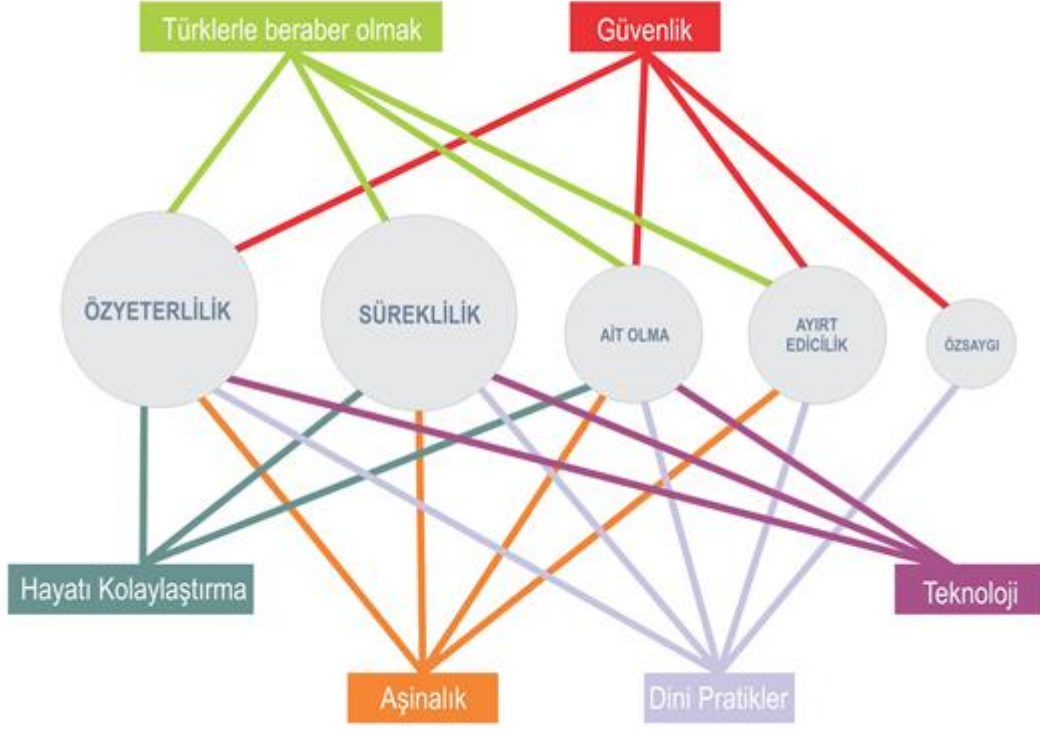 Türklerle beraber olmak
Güvenlik
ÖZYETERLİLİK
SÜREKLİLİK
AİT OLMA
AYIRT
EDİCİLİK
ÖZSAYGI
Hayatı Kolaylaştırma
Teknoloji
Aşinalık
Dini Pratikler